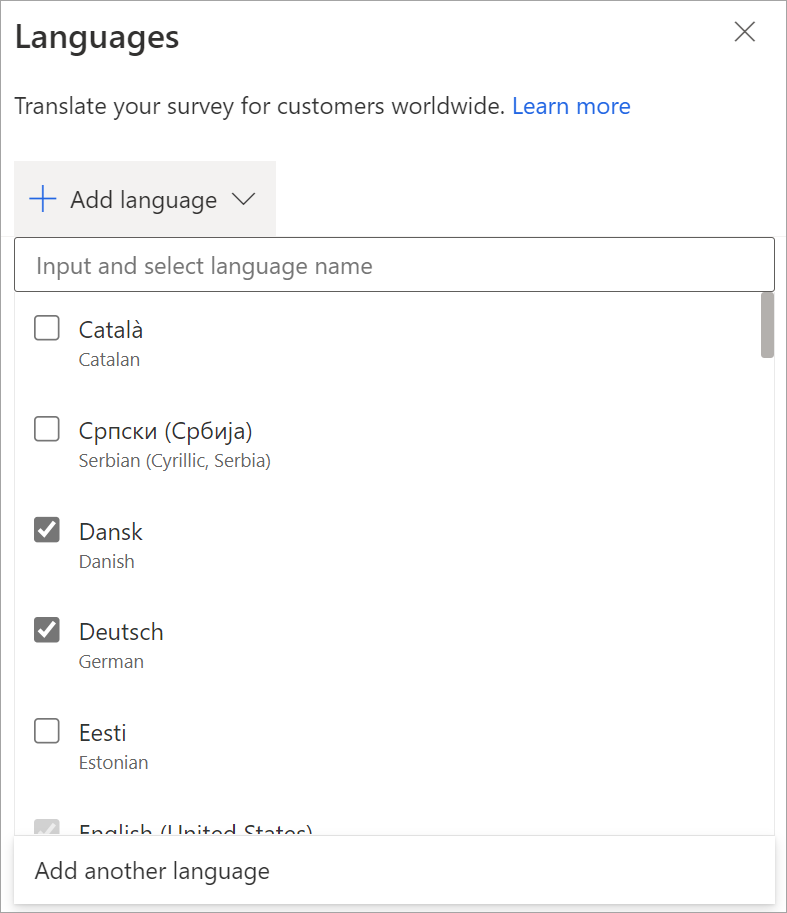 Languages
Translate your survey for customers worldwide. Learn more
Add language
Input and select language name
Català
Catalan
Српски (Србија)
Serbian (Cyrillic, Serbia)
Dansk
Danish
Deutsch
German
Eesti
Estonian
English (United States)
Add another language